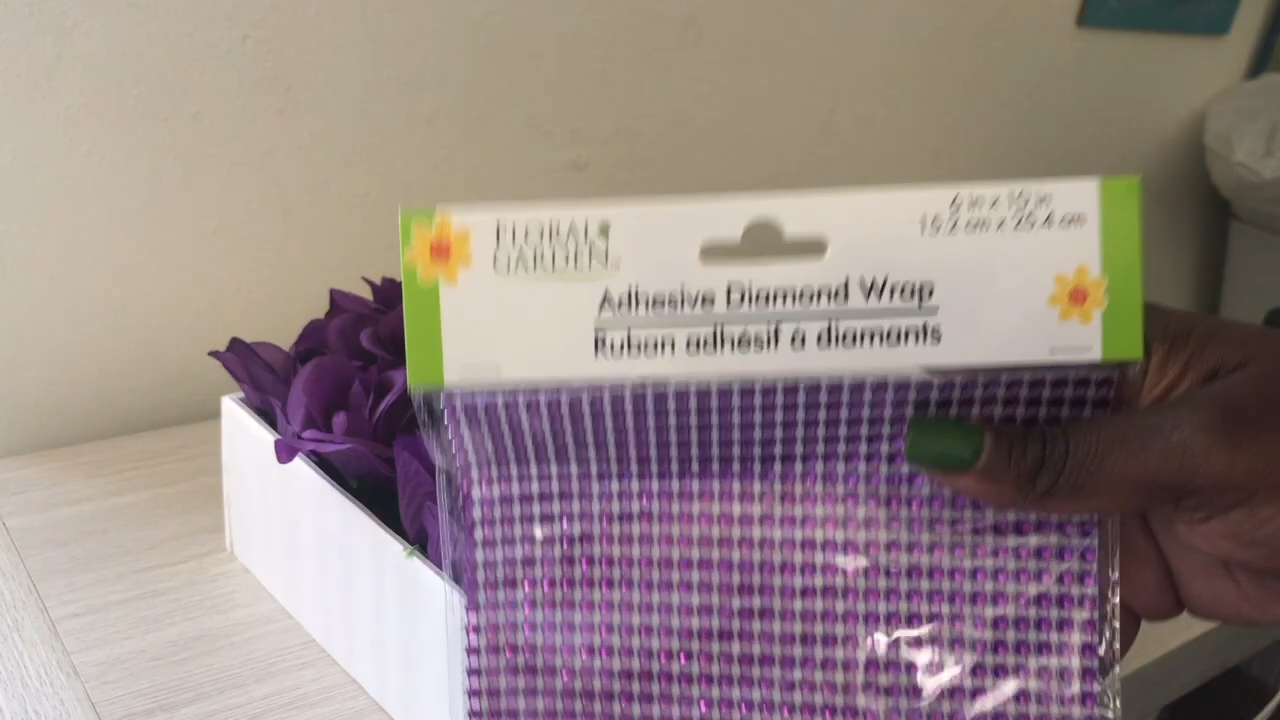 FLORAL
GARDEN
6 in x 10 in
15.2 cm x 25.4 cm
Adhesive Diamond Wrap
Ruban adhésif à diamants